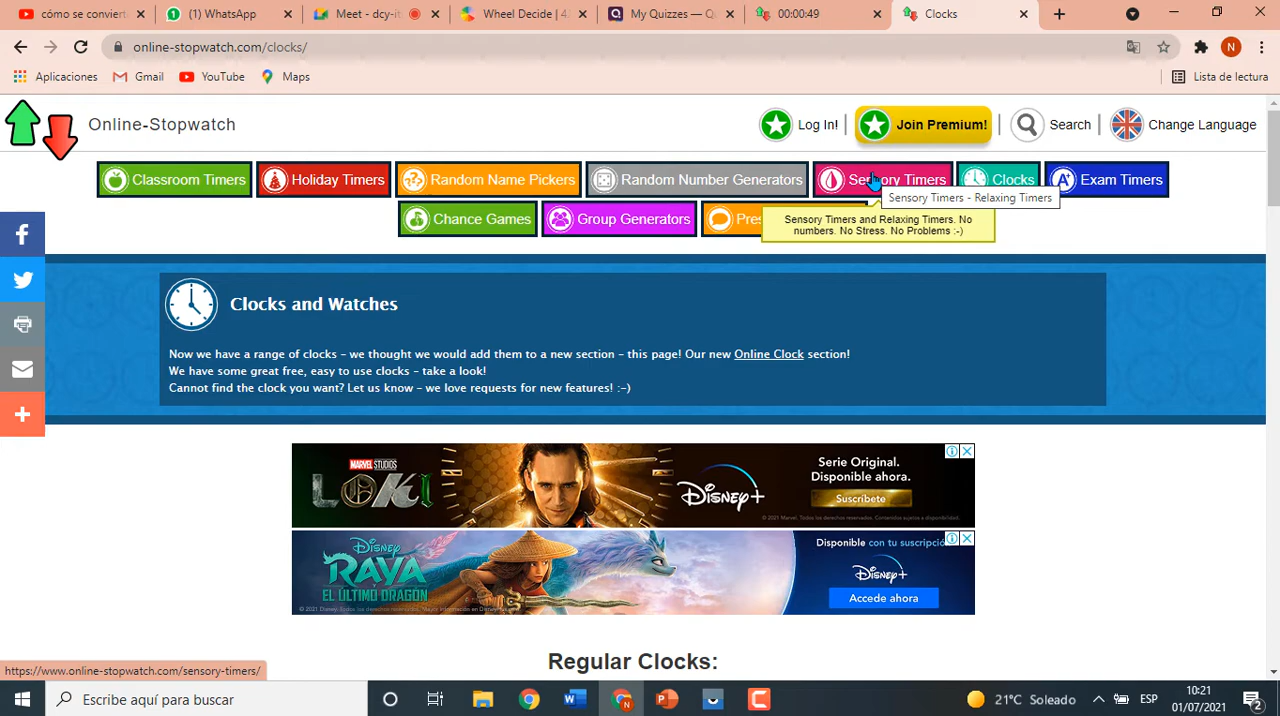 cómo se convierte
(1) WhatsApp
Meet - dcy-it
Wheel Decide | 4
My Quizzes – Q
00:00:49
Clocks
online-stopwatch.com/clocks/
N
Aplicaciones
Gmail
YouTube
Maps
Lista de lectura
Online-Stopwatch
Log In!
Join Premium!
Search
Change Language
Classroom Timers
Holiday Timers
Random Name Pickers
Random Number Generators
Sensory Timers
Clocks
Exam Timers
Sensory Timers - Relaxing Timers
Chance Games
Group Generators
Pres
Sensory Timers and Relaxing Timers. No
numbers. No Stress. No Problems :-)
Clocks and Watches
Now we have a range of clocks - we thought we would add them to a new section - this page! Our new Online Clock section!
We have some great free, easy to use clocks - take a look!
Cannot find the clock you want? Let us know - we love requests for new features! :-)
MARVEL STUDIOS
LOKI
Disney+
Serie Original.
Disponible ahora.
Suscríbete
Disney
RAYA
EL ÚLTIMO DRAGÓN
Disponible con tu suscripció
Disney+
Accede ahora
Regular Clocks:
https://www.online-stopwatch.com/sensory-timers/
Escribe aquí para buscar
21°C Soleado
ESP
10:21
01/07/2021
2